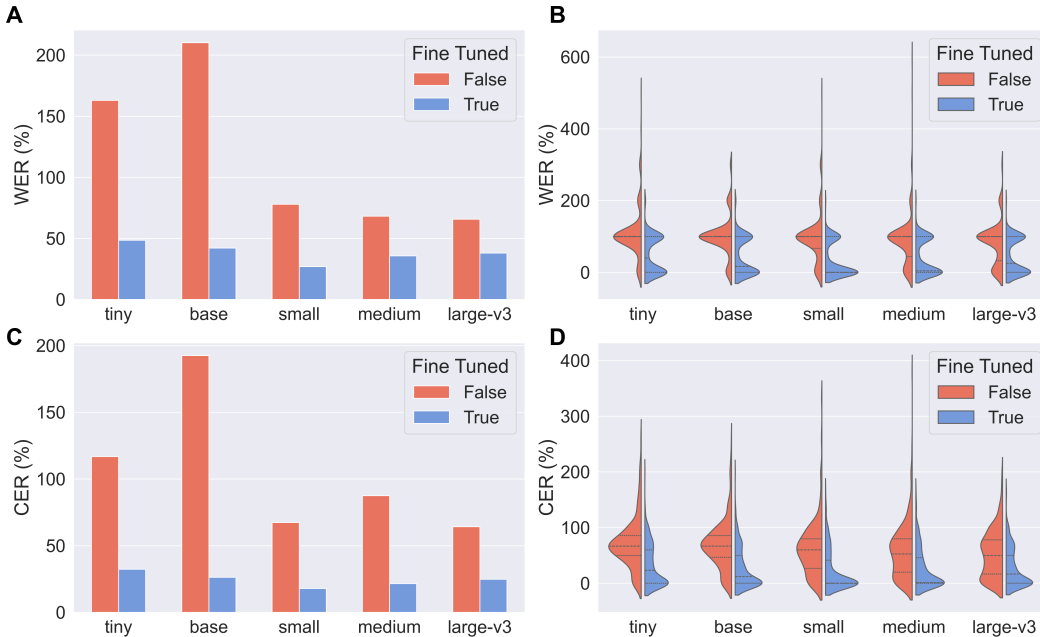 A
WER (%)
200
150
100
50
0
Fine Tuned
False
True
tiny base small medium large-v3
B
WER (%)
600
400
200
0
Fine Tuned
False
True
tiny base small medium large-v3
C
CER (%)
200
150
100
50
0
Fine Tuned
False
True
tiny base small medium large-v3
D
CER (%)
400
300
200
100
0
Fine Tuned
False
True
tiny base small medium large-v3